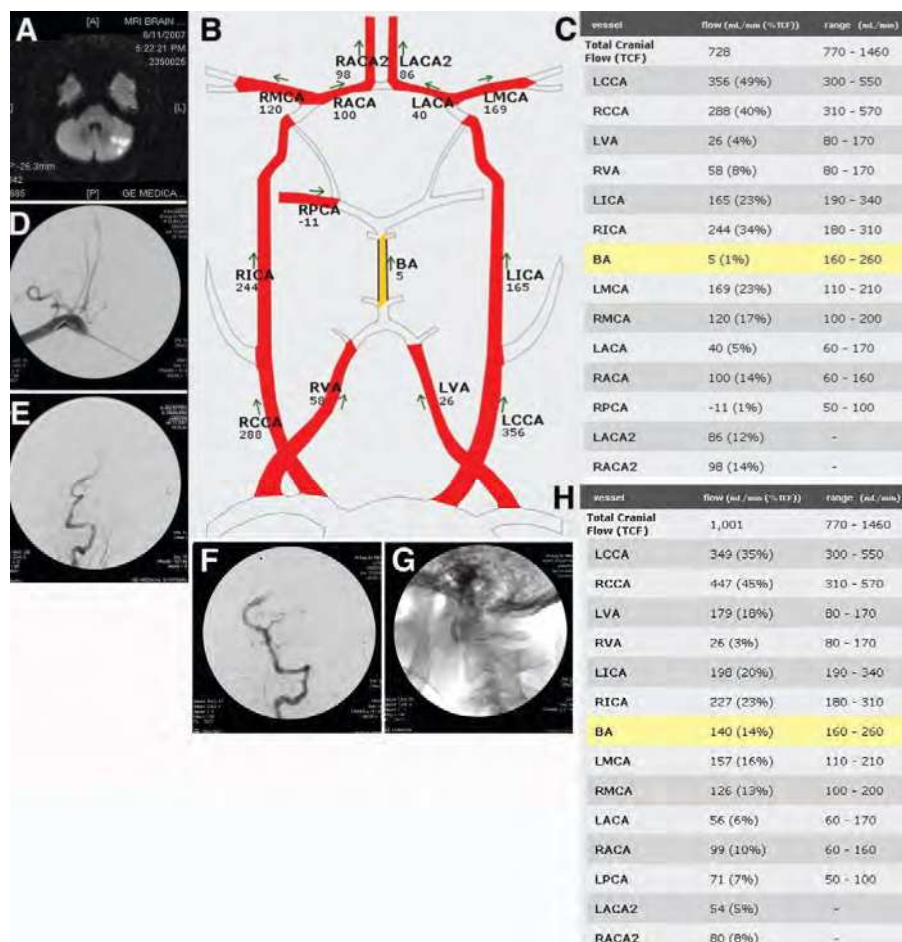 A
[A]
MRI BRAIN ...
6/11/2007
5:22:21 PM
2350026
[L]
P:-26.3mm
342
685
[P]
GE MEDICA...
B
RACA2
98
LACA2
86
RMCA
120
RACA
100
LACA
40
LMCA
169
RPCA
-11
BA
5
RICA
244
LICA
165
RVA
58
LVA
26
RCCA
288
LCCA
356
C
vessel flow (mL/min (%TCF)) range (mL/min)
Total Cranial Flow (TCF) 728 770 - 1460
LCCA 356 (49%) 300 - 550
RCCA 288 (40%) 310 - 570
LVA 26 (4%) 80 - 170
RVA 58 (8%) 80 - 170
LICA 165 (23%) 190 - 340
RICA 244 (34%) 180 - 310
BA 5 (1%) 160 - 260
LMCA 169 (23%) 110 - 210
RMCA 120 (17%) 100 - 200
LACA 40 (5%) 60 - 170
RACA 100 (14%) 60 - 160
RPCA -11 (1%) 50 - 100
LACA2 86 (12%) -
RACA2 98 (14%) -
D
E
F
G
H
vessel flow (mL/min (%TCF)) range (mL/min)
Total Cranial Flow (TCF) 1,001 770 - 1460
LCCA 349 (35%) 300 - 550
RCCA 447 (45%) 310 - 570
LVA 179 (18%) 80 - 170
RVA 26 (3%) 80 - 170
LICA 198 (20%) 190 - 340
RICA 227 (23%) 180 - 310
BA 140 (14%) 160 - 260
LMCA 157 (16%) 110 - 210
RMCA 126 (13%) 100 - 200
LACA 56 (6%) 60 - 170
RACA 99 (10%) 60 - 160
LPCA 71 (7%) 50 - 100
LACA2 54 (5%) -
RACA2 80 (8%) -